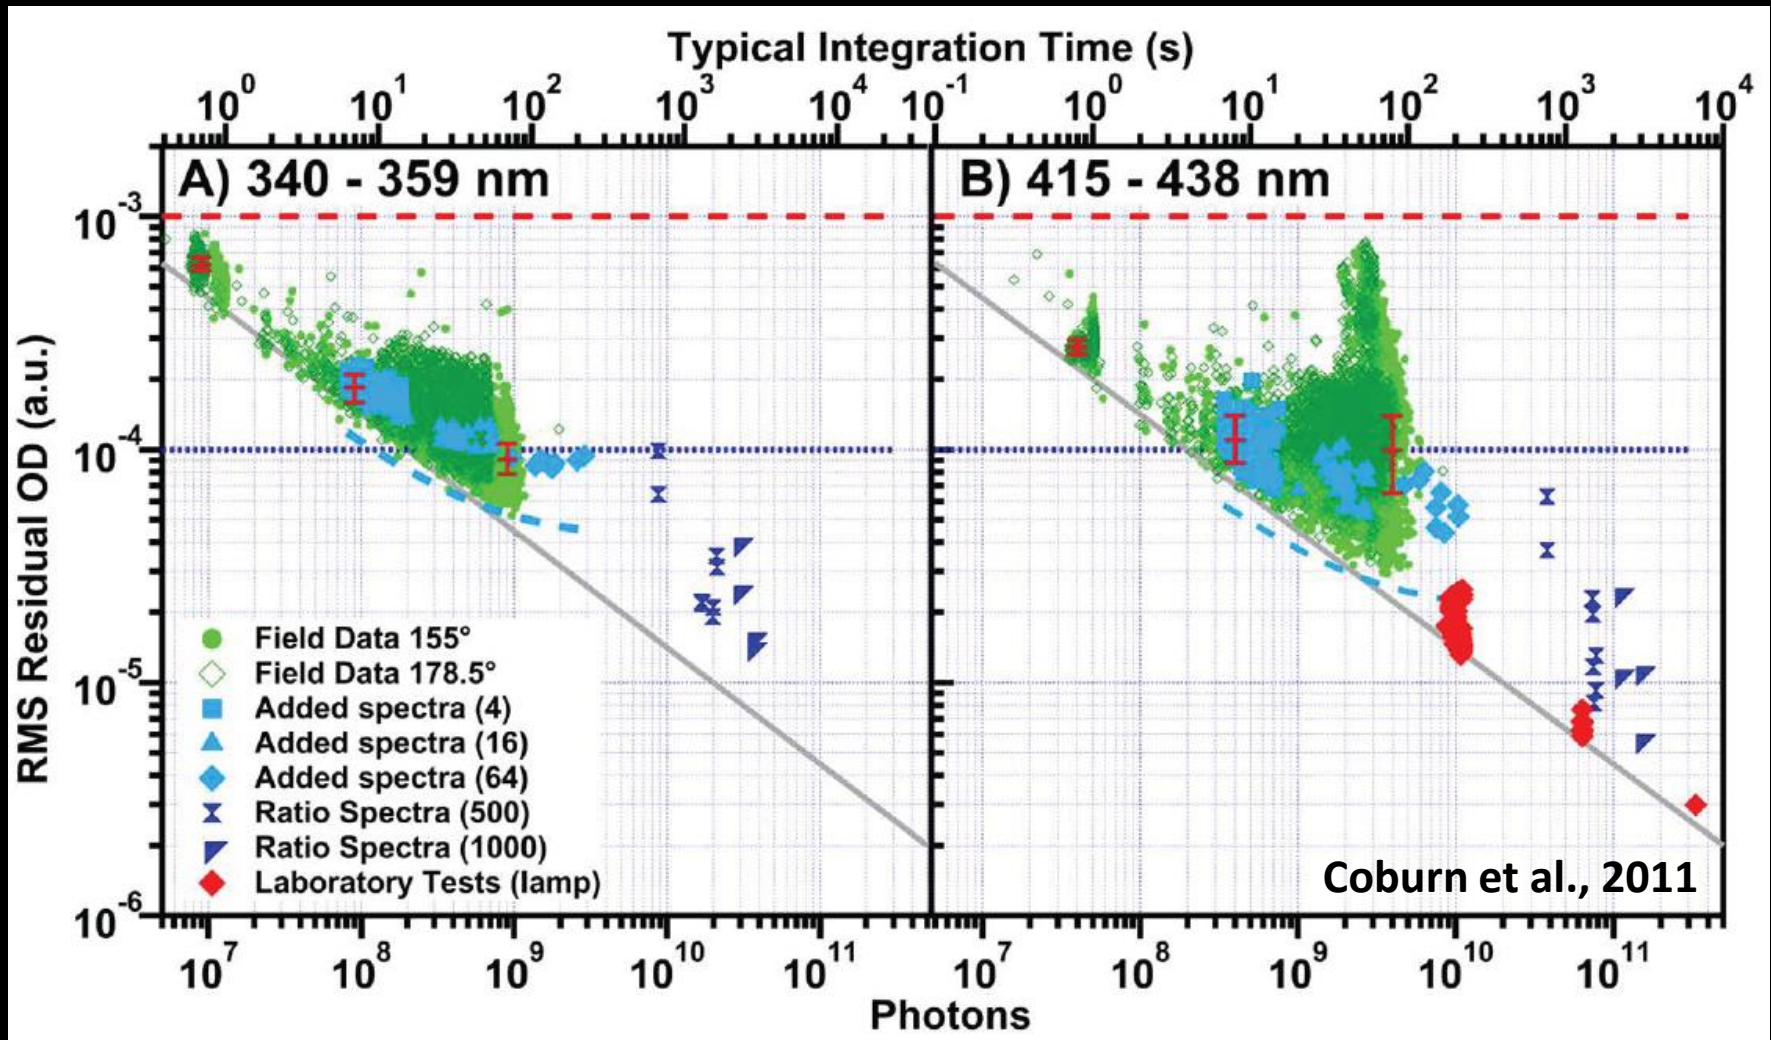 Typical Integration Time (s)
10^0 10^1 10^2 10^3 10^4 10^-1 10^0 10^1 10^2 10^3 10^4
A) 340 - 359 nm
B) 415 - 438 nm
10^-3
10^-4
10^-5
10^-6
RMS Residual OD (a.u.)
Field Data 155°
Field Data 178.5°
Added spectra (4)
Added spectra (16)
Added spectra (64)
Ratio Spectra (500)
Ratio Spectra (1000)
Laboratory Tests (lamp)
Coburn et al., 2011
10^7 10^8 10^9 10^10 10^11 10^7 10^8 10^9 10^10 10^11
Photons